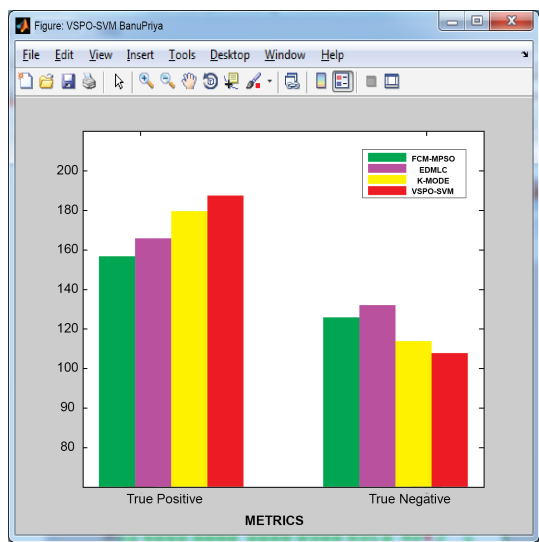 Figure: VSPO-SVM BanuPriya
File Edit View Insert Tools Desktop Window Help
200
180
160
140
120
100
90
80
FCM-MPSO
EDMLC
K-MODE
VSPO-SVM
True Positive True Negative
METRICS